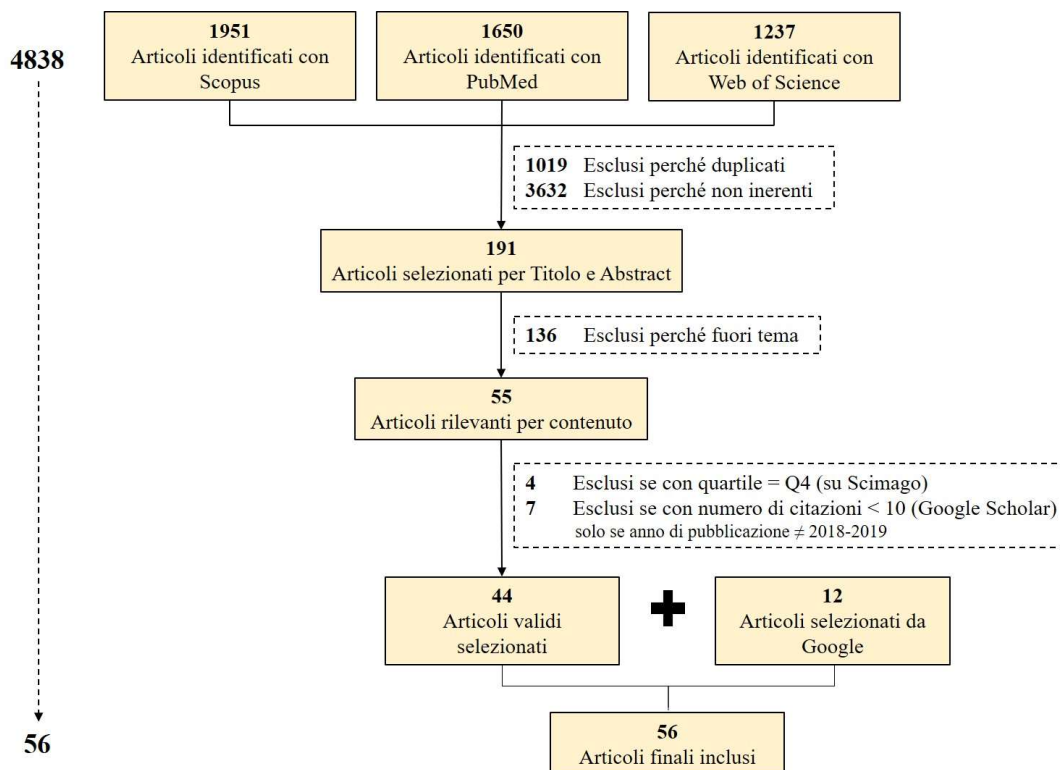 4838
1951
Articoli identificati con
Scopus
1650
Articoli identificati con
PubMed
1237
Articoli identificati con
Web of Science
1019 Esclusi perché duplicati
3632 Esclusi perché non inerenti
191
Articoli selezionati per Titolo e Abstract
136 Esclusi perché fuori tema
55
Articoli rilevanti per contenuto
4 Esclusi se con quartile = Q4 (su Scimago)
7 Esclusi se con numero di citazioni < 10 (Google Scholar)
solo se anno di pubblicazione ≠ 2018-2019
44
Articoli validi
selezionati
12
Articoli selezionati da
Google
56
Articoli finali inclusi
56